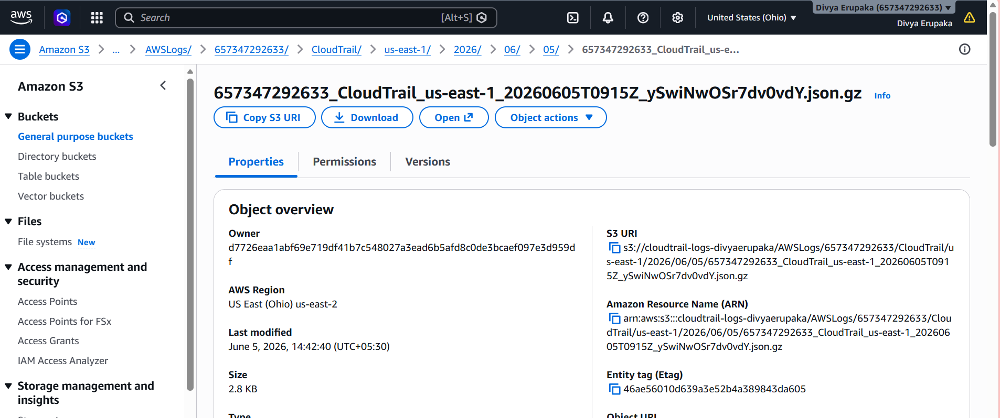 aws
Search
[Alt+S]
United States (Ohio)
Divya Erupaka (657347292633)
Divya Erupaka
Amazon S3
...
AWSLogs/
657347292633/
CloudTrail/
us-east-1/
2026/
06/
05/
657347292633_CloudTrail_us-e...
Amazon S3
Buckets
General purpose buckets
Directory buckets
Table buckets
Vector buckets
Files
File systems New
Access management and
security
Access Points
Access Points for FSx
Access Grants
IAM Access Analyzer
Storage management and
insights
657347292633_CloudTrail_us-east-1_20260605T0915Z_ySwiNwOSr7dv0vdY.json.gz Info
Copy S3 URI
Download
Open
Object actions
Properties
Permissions
Versions
Object overview
Owner
d7726eaa1abf69e719df41b7c548027a3ead6b5afd8c0de3bcaef097e3d959d
f
AWS Region
US East (Ohio) us-east-2
Last modified
June 5, 2026, 14:42:40 (UTC+05:30)
Size
2.8 KB
Type
S3 URI
s3://cloudtrail-logs-divyaerupaka/AWSLogs/657347292633/CloudTrail/u
s-east-1/2026/06/05/657347292633_CloudTrail_us-east-1_20260605T091
5Z_ySwiNwOSr7dv0vdY.json.gz
Amazon Resource Name (ARN)
arn:aws:s3:::cloudtrail-logs-divyaerupaka/AWSLogs/657347292633/Clou
dTrail/us-east-1/2026/06/05/657347292633_CloudTrail_us-east-1_202606
05T0915Z_ySwiNwOSr7dv0vdY.json.gz
Entity tag (Etag)
46ae56010d639a3e52b4a389843da605
Object URL